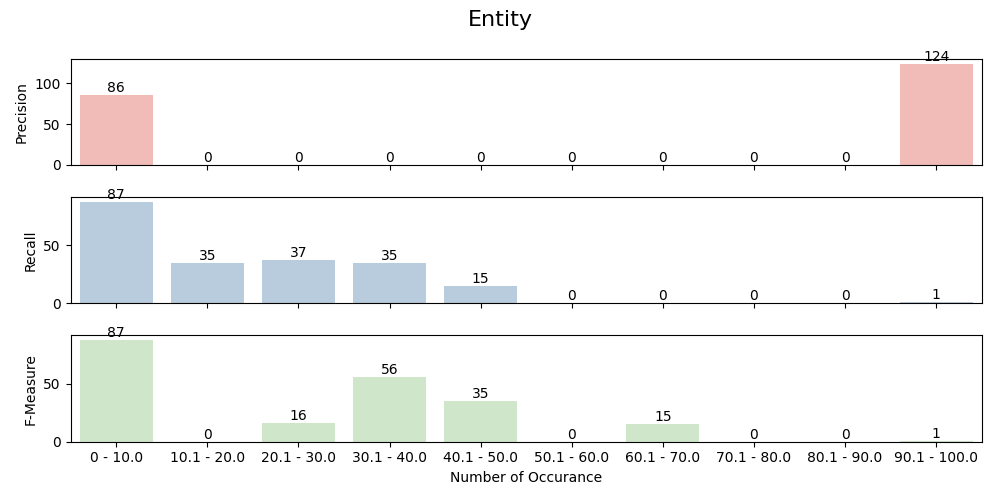 Entity
Precision
100
50
0
86 0 0 0 0 0 0 0 0 124
Recall
50
0
87 35 37 35 15 0 0 0 0 1
F-Measure
50
0
87 0 16 56 35 0 15 0 0 1
0 - 10.0 10.1 - 20.0 20.1 - 30.0 30.1 - 40.0 40.1 - 50.0 50.1 - 60.0 60.1 - 70.0 70.1 - 80.0 80.1 - 90.0 90.1 - 100.0
Number of Occurance